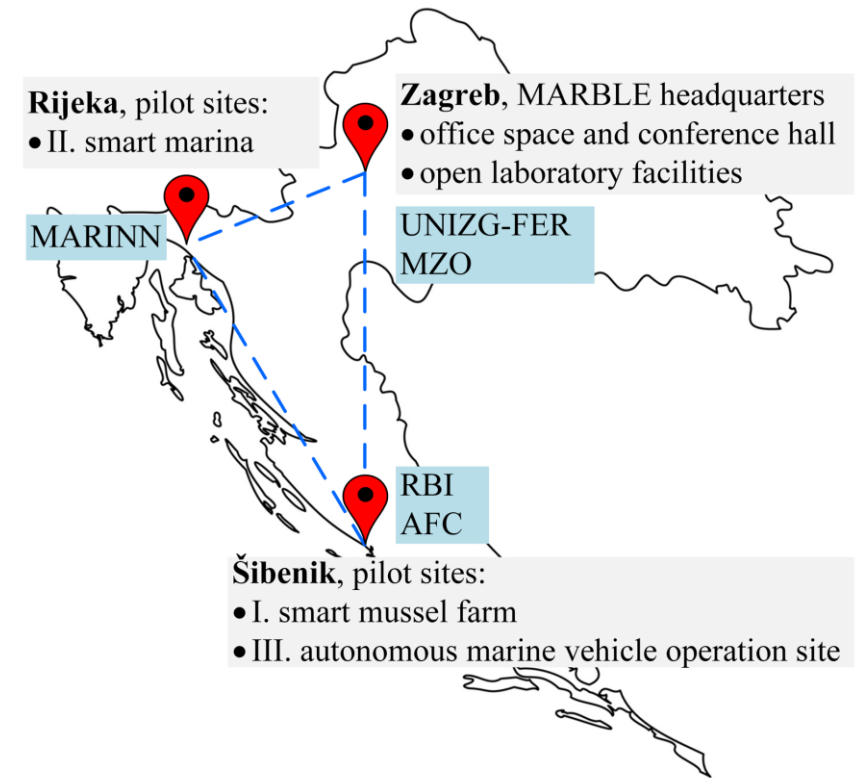 Rijeka, pilot sites:
• II. smart marina
MARINN
Zagreb, MARBLE headquarters
• office space and conference hall
• open laboratory facilities
UNIZG-FER
MZO
RBI
AFC
Šibenik, pilot sites:
• I. smart mussel farm
• III. autonomous marine vehicle operation site